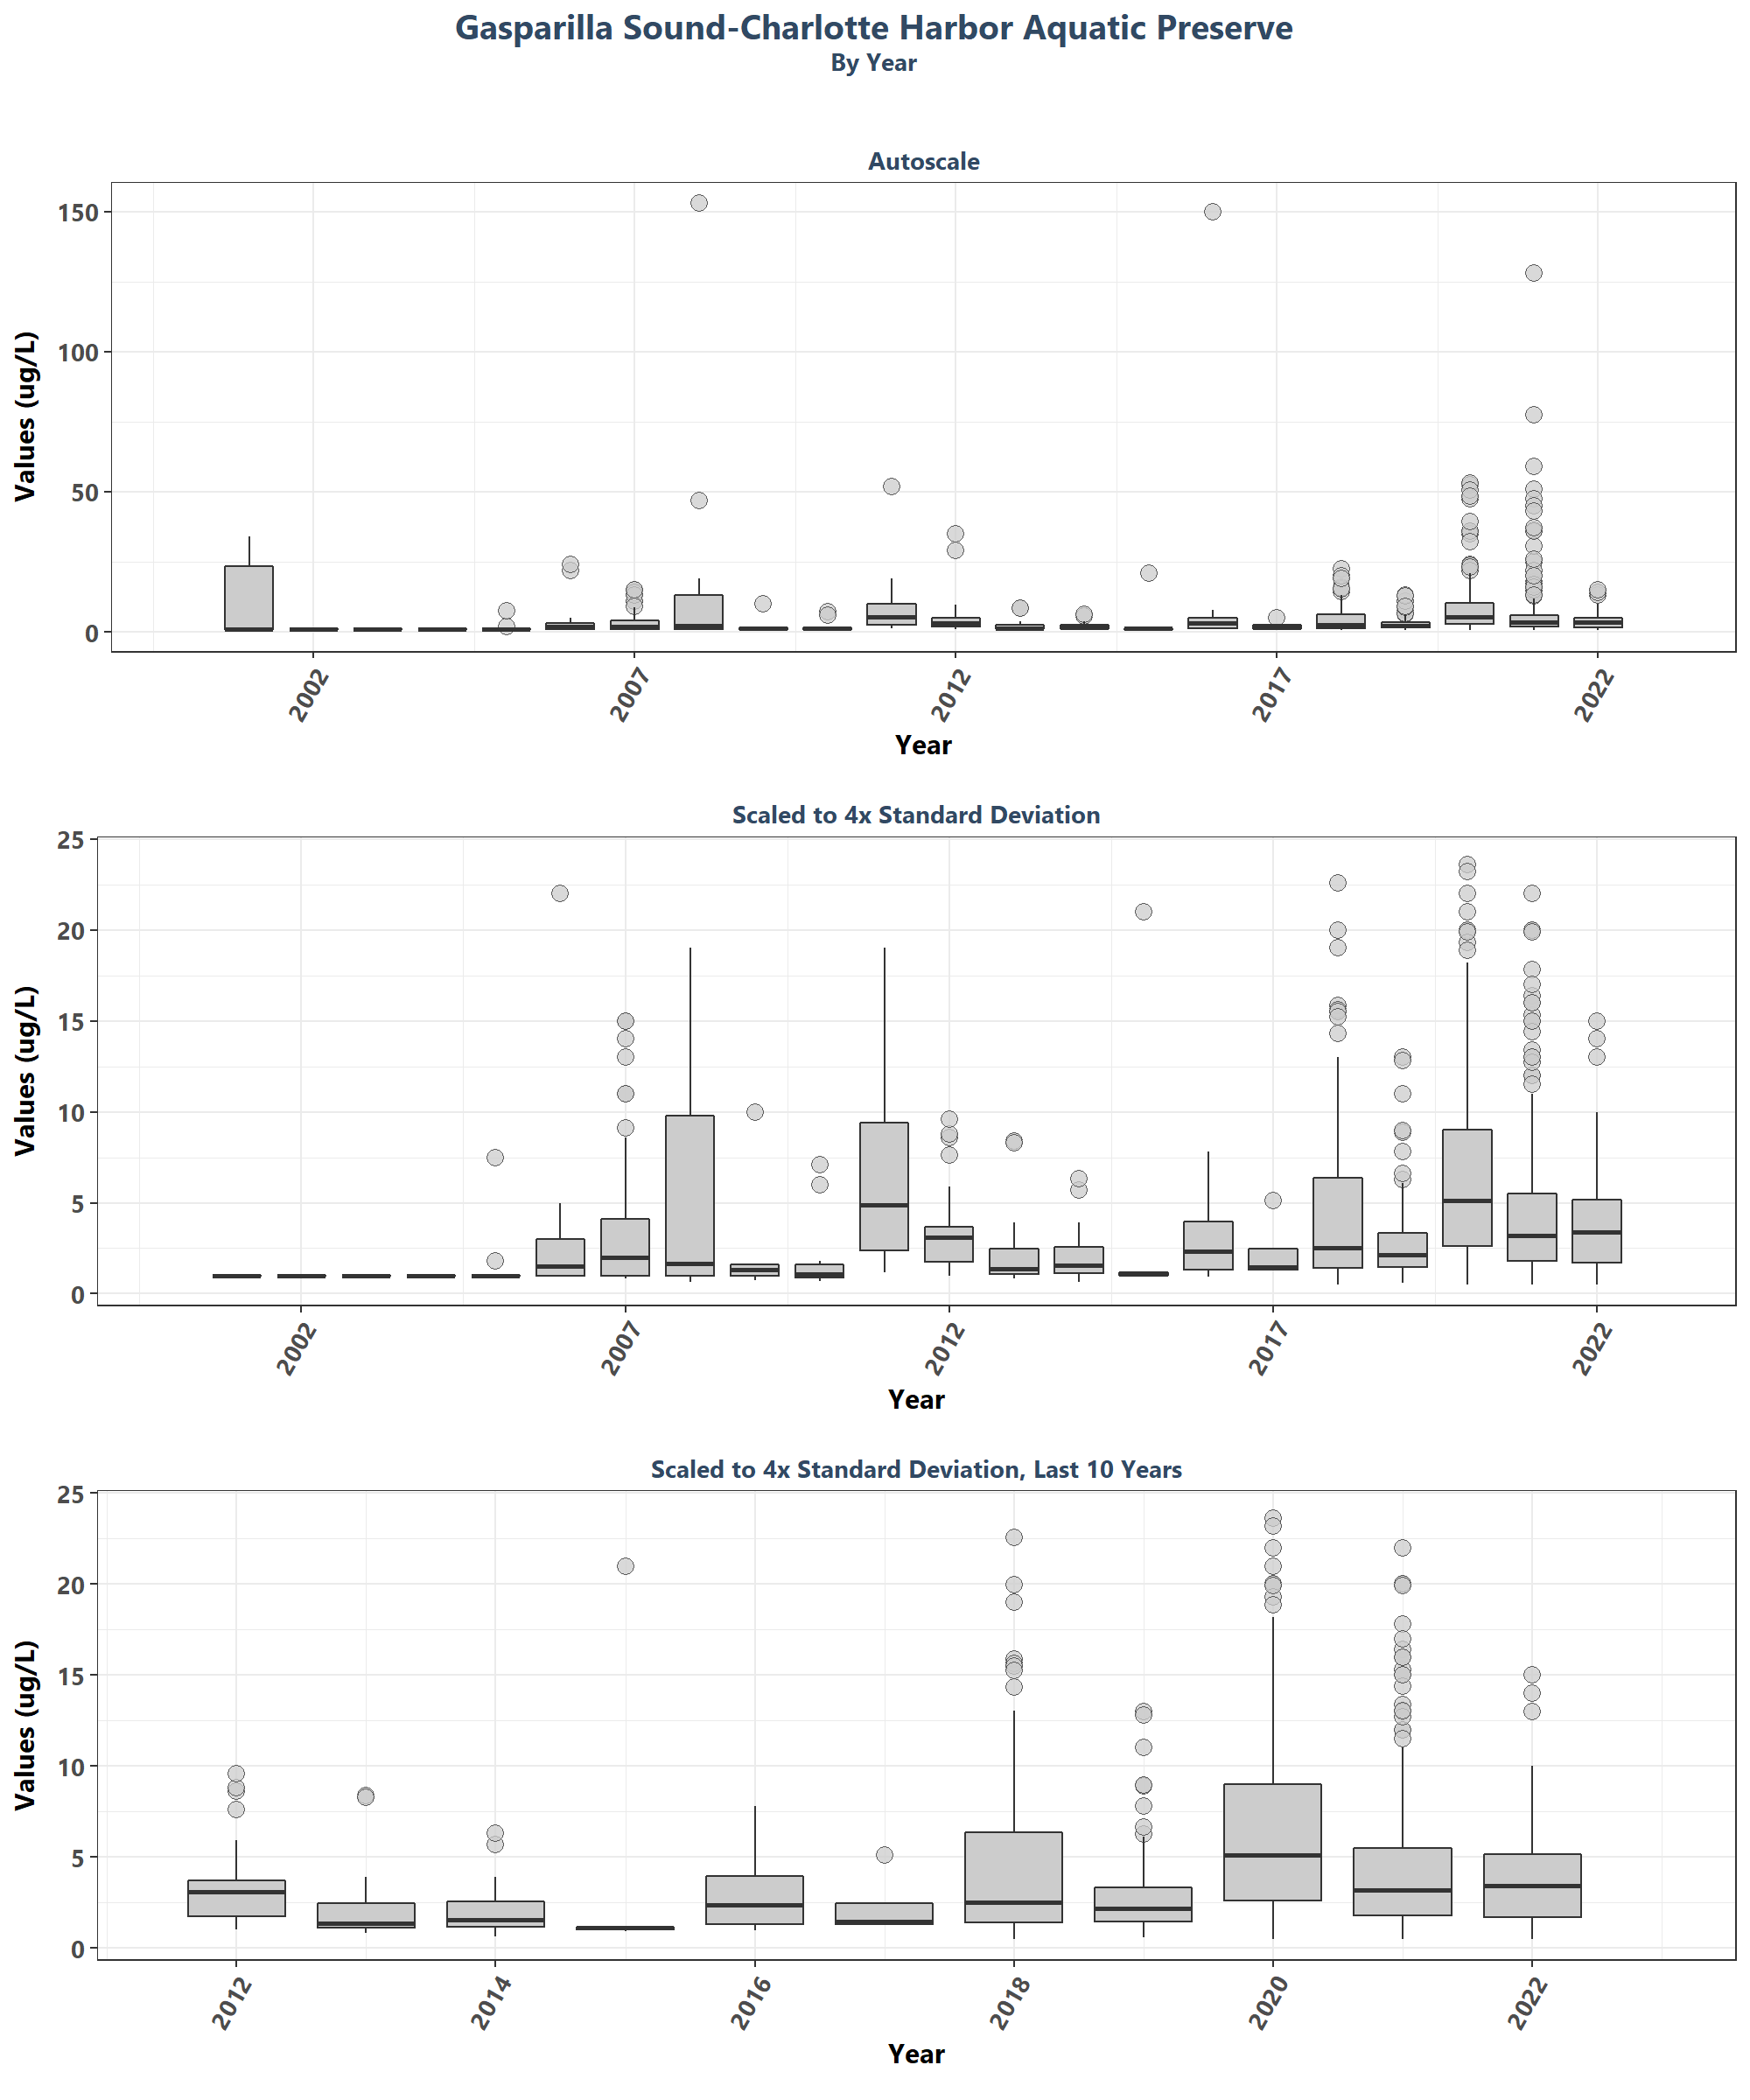 Gasparilla Sound-Charlotte Harbor Aquatic Preserve
By Year
Autoscale
150
100
50
0
Values (ug/L)
2002
2007
2012
2017
2022
Year
Scaled to 4x Standard Deviation
25
20
15
10
5
0
Values (ug/L)
2002
2007
2012
2017
2022
Year
Scaled to 4x Standard Deviation, Last 10 Years
25
20
15
10
5
0
Values (ug/L)
2012
2014
2016
2018
2020
2022
Year